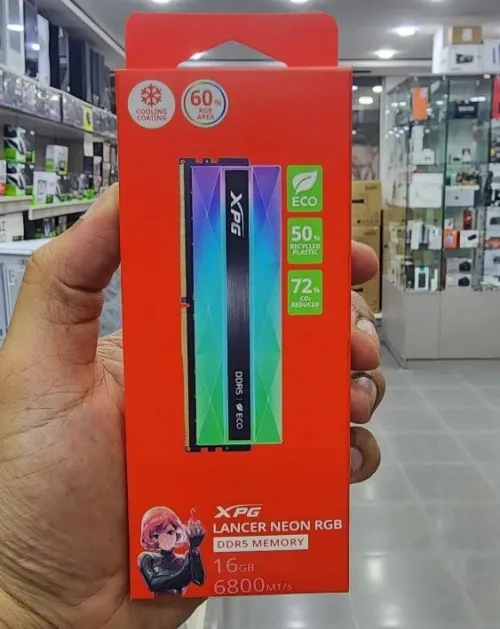 COOLING
COATING
60%
RGB
AREA
XPG
ECO
50%
RECYCLED
PLASTIC
72%
CO₂
REDUCED
DDR5 | ECO
XPG
LANCER NEON RGB
DDR5 MEMORY
16GB
6800MT/s